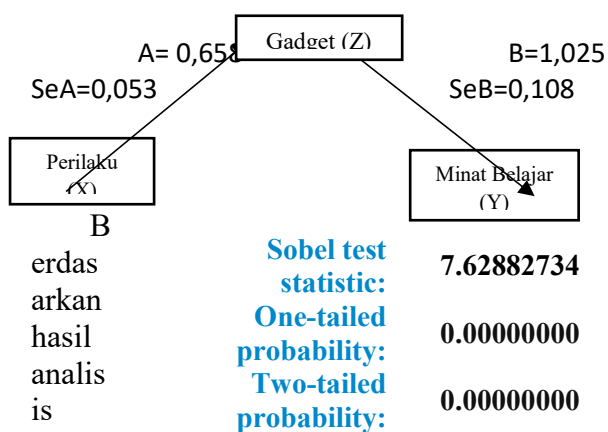 Gadget (Z)
A= 0,658
B=1,025
SeA=0,053
SeB=0,108
Perilaku
(X)
Minat Belajar
(Y)
B
erdas
arkan
hasil
analis
is
Sobel test
statistic:
7.62882734
One-tailed
probability:
0.00000000
Two-tailed
probability:
0.00000000